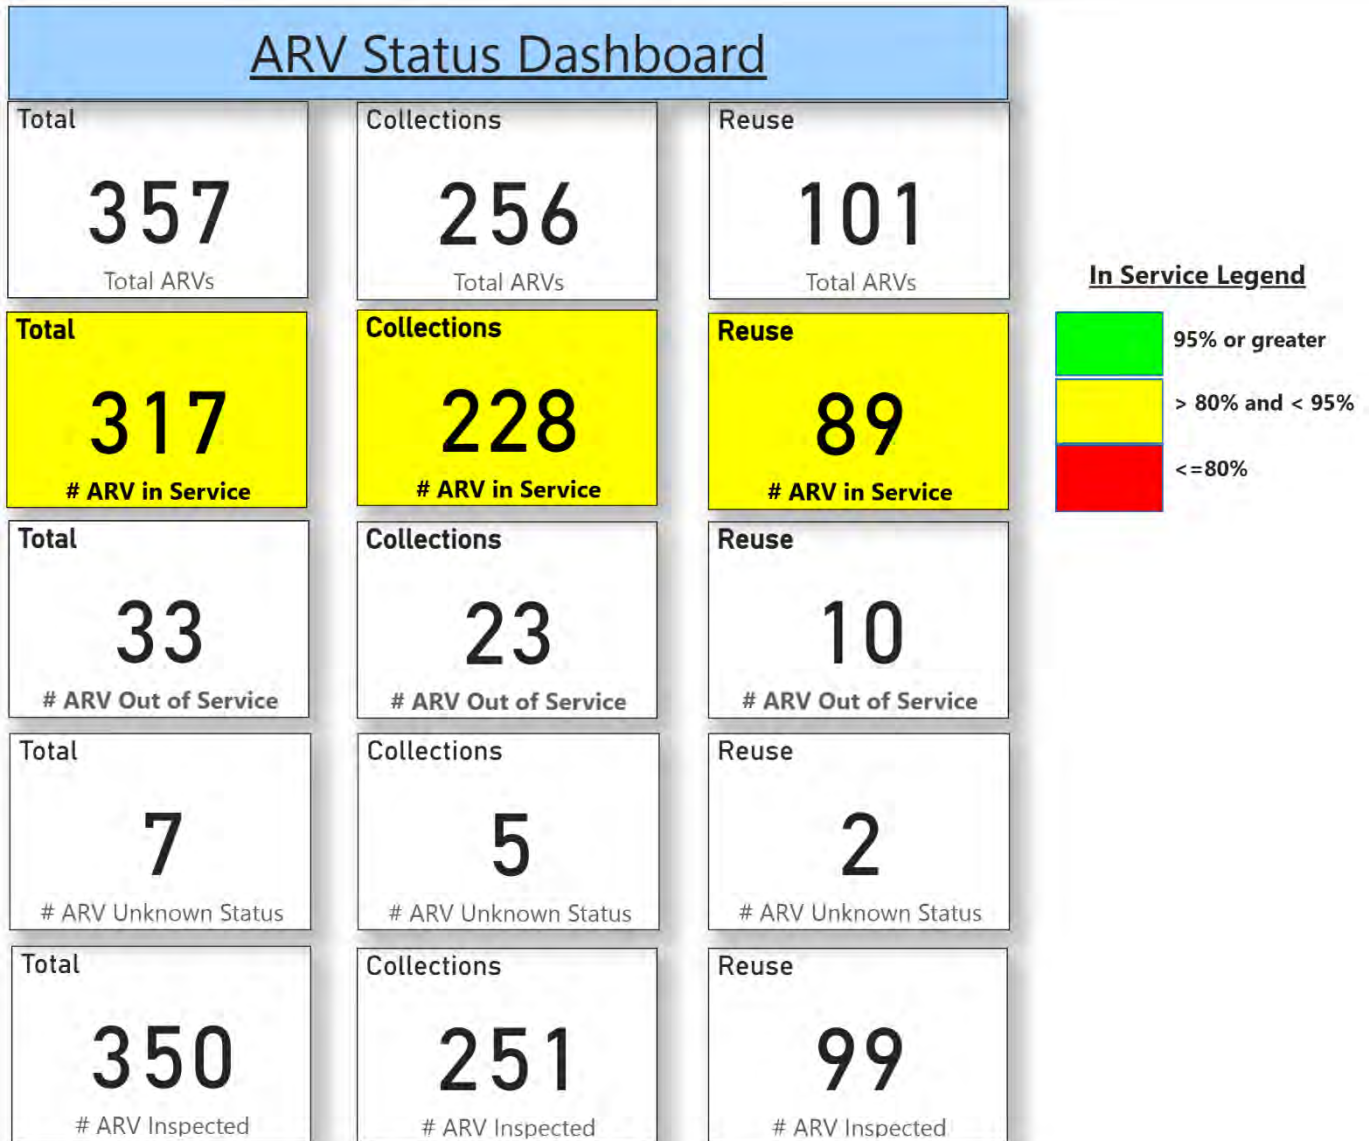 ARV Status Dashboard
Total
357
Total ARVs
Collections
256
Total ARVs
Reuse
101
Total ARVs
Total
317
# ARV in Service
Collections
228
# ARV in Service
Reuse
89
# ARV in Service
Total
33
# ARV Out of Service
Collections
23
# ARV Out of Service
Reuse
10
# ARV Out of Service
Total
7
# ARV Unknown Status
Collections
5
# ARV Unknown Status
Reuse
2
# ARV Unknown Status
Total
350
# ARV Inspected
Collections
251
# ARV Inspected
Reuse
99
# ARV Inspected
In Service Legend
95% or greater
> 80% and < 95%
<=80%